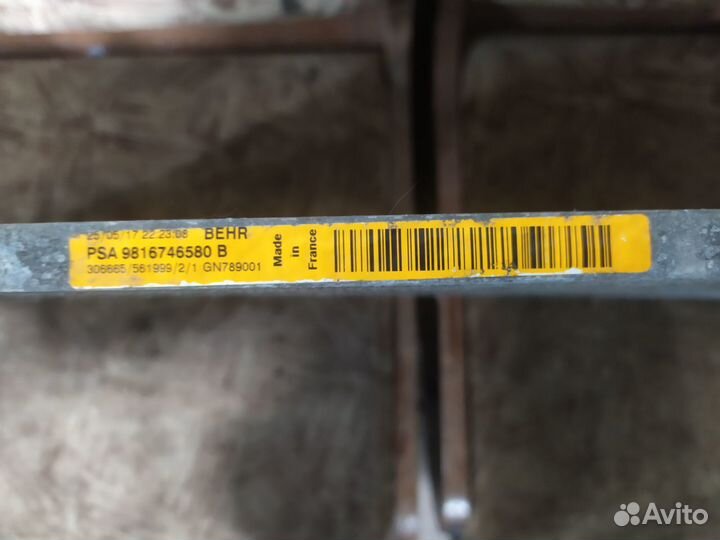 25/05/17 22:23:08 BEHR
PSA 9816746580 B
306665/561999/2/1 GN789001
Made
in
France
Avito